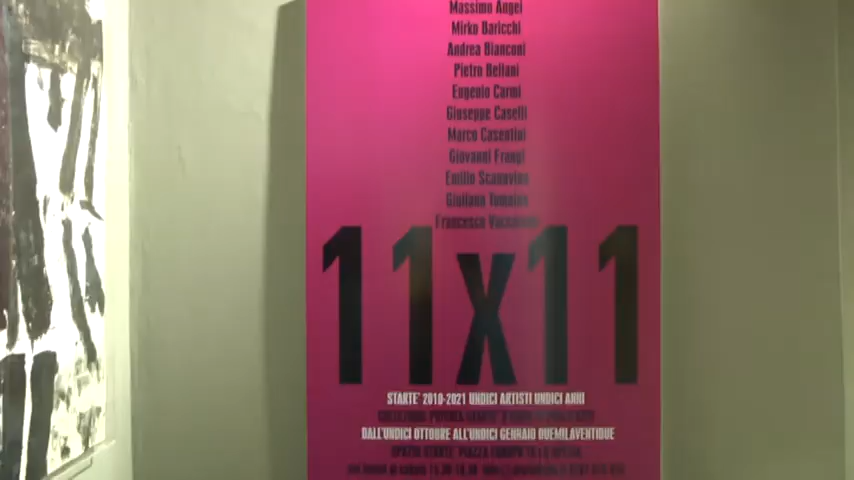 Massimo Angei
Mirko Baricchi
Andrea Bianconi
Pietro Bellani
Eugenio Carmi
Giuseppe Caselli
Marco Casentini
Giovanni Frangi
Emilio Scanavino
Giuliano Tomaino
Francesco
11x11
STARTE' 2010-2021 UNDICI ARTISTI UNDICI ANNI
DALL'UNDICI OTTOBRE ALL'UNDICI GENNAIO DUEMILAVENTIDUE